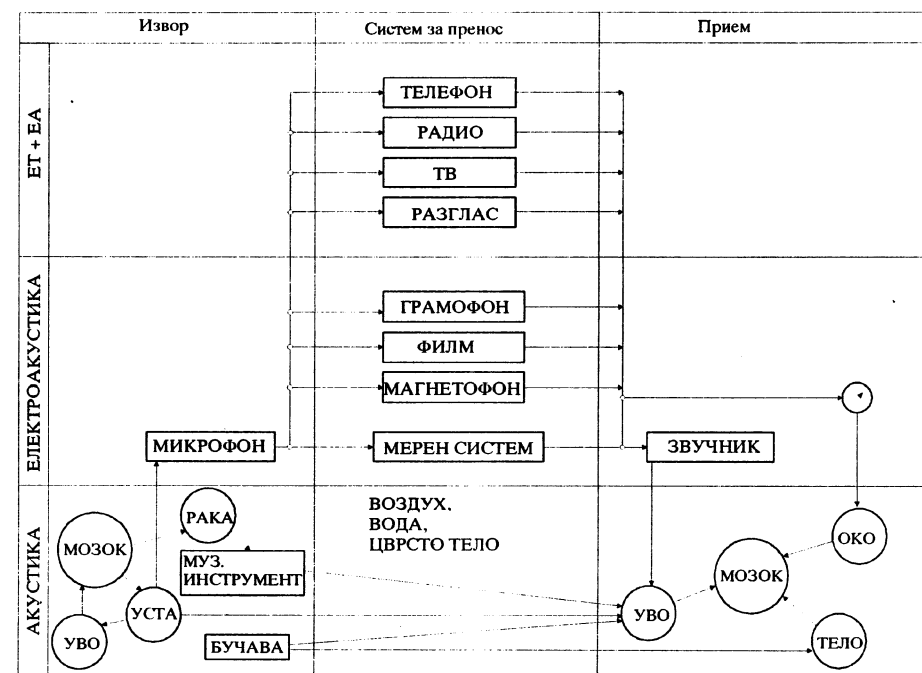 Извор
Систем за пренос
Прием
ЕТ + ЕА
ТЕЛЕФОН
РАДИО
ТВ
РАЗГЛАС
ЕЛЕКТРОАКУСТИКА
ГРАМОФОН
ФИЛМ
МАГНЕТОФОН
МИКРОФОН
МЕРЕН СИСТЕМ
ЗВУЧНИК
АКУСТИКА
РАКА
МОЗОК
МУЗ.
ИНСТРУМЕНТ
УСТА
УВО
БУЧАВА
ВОЗДУХ,
ВОДА,
ЦВРСТО ТЕЛО
ОКО
МОЗОК
УВО
ТЕЛО